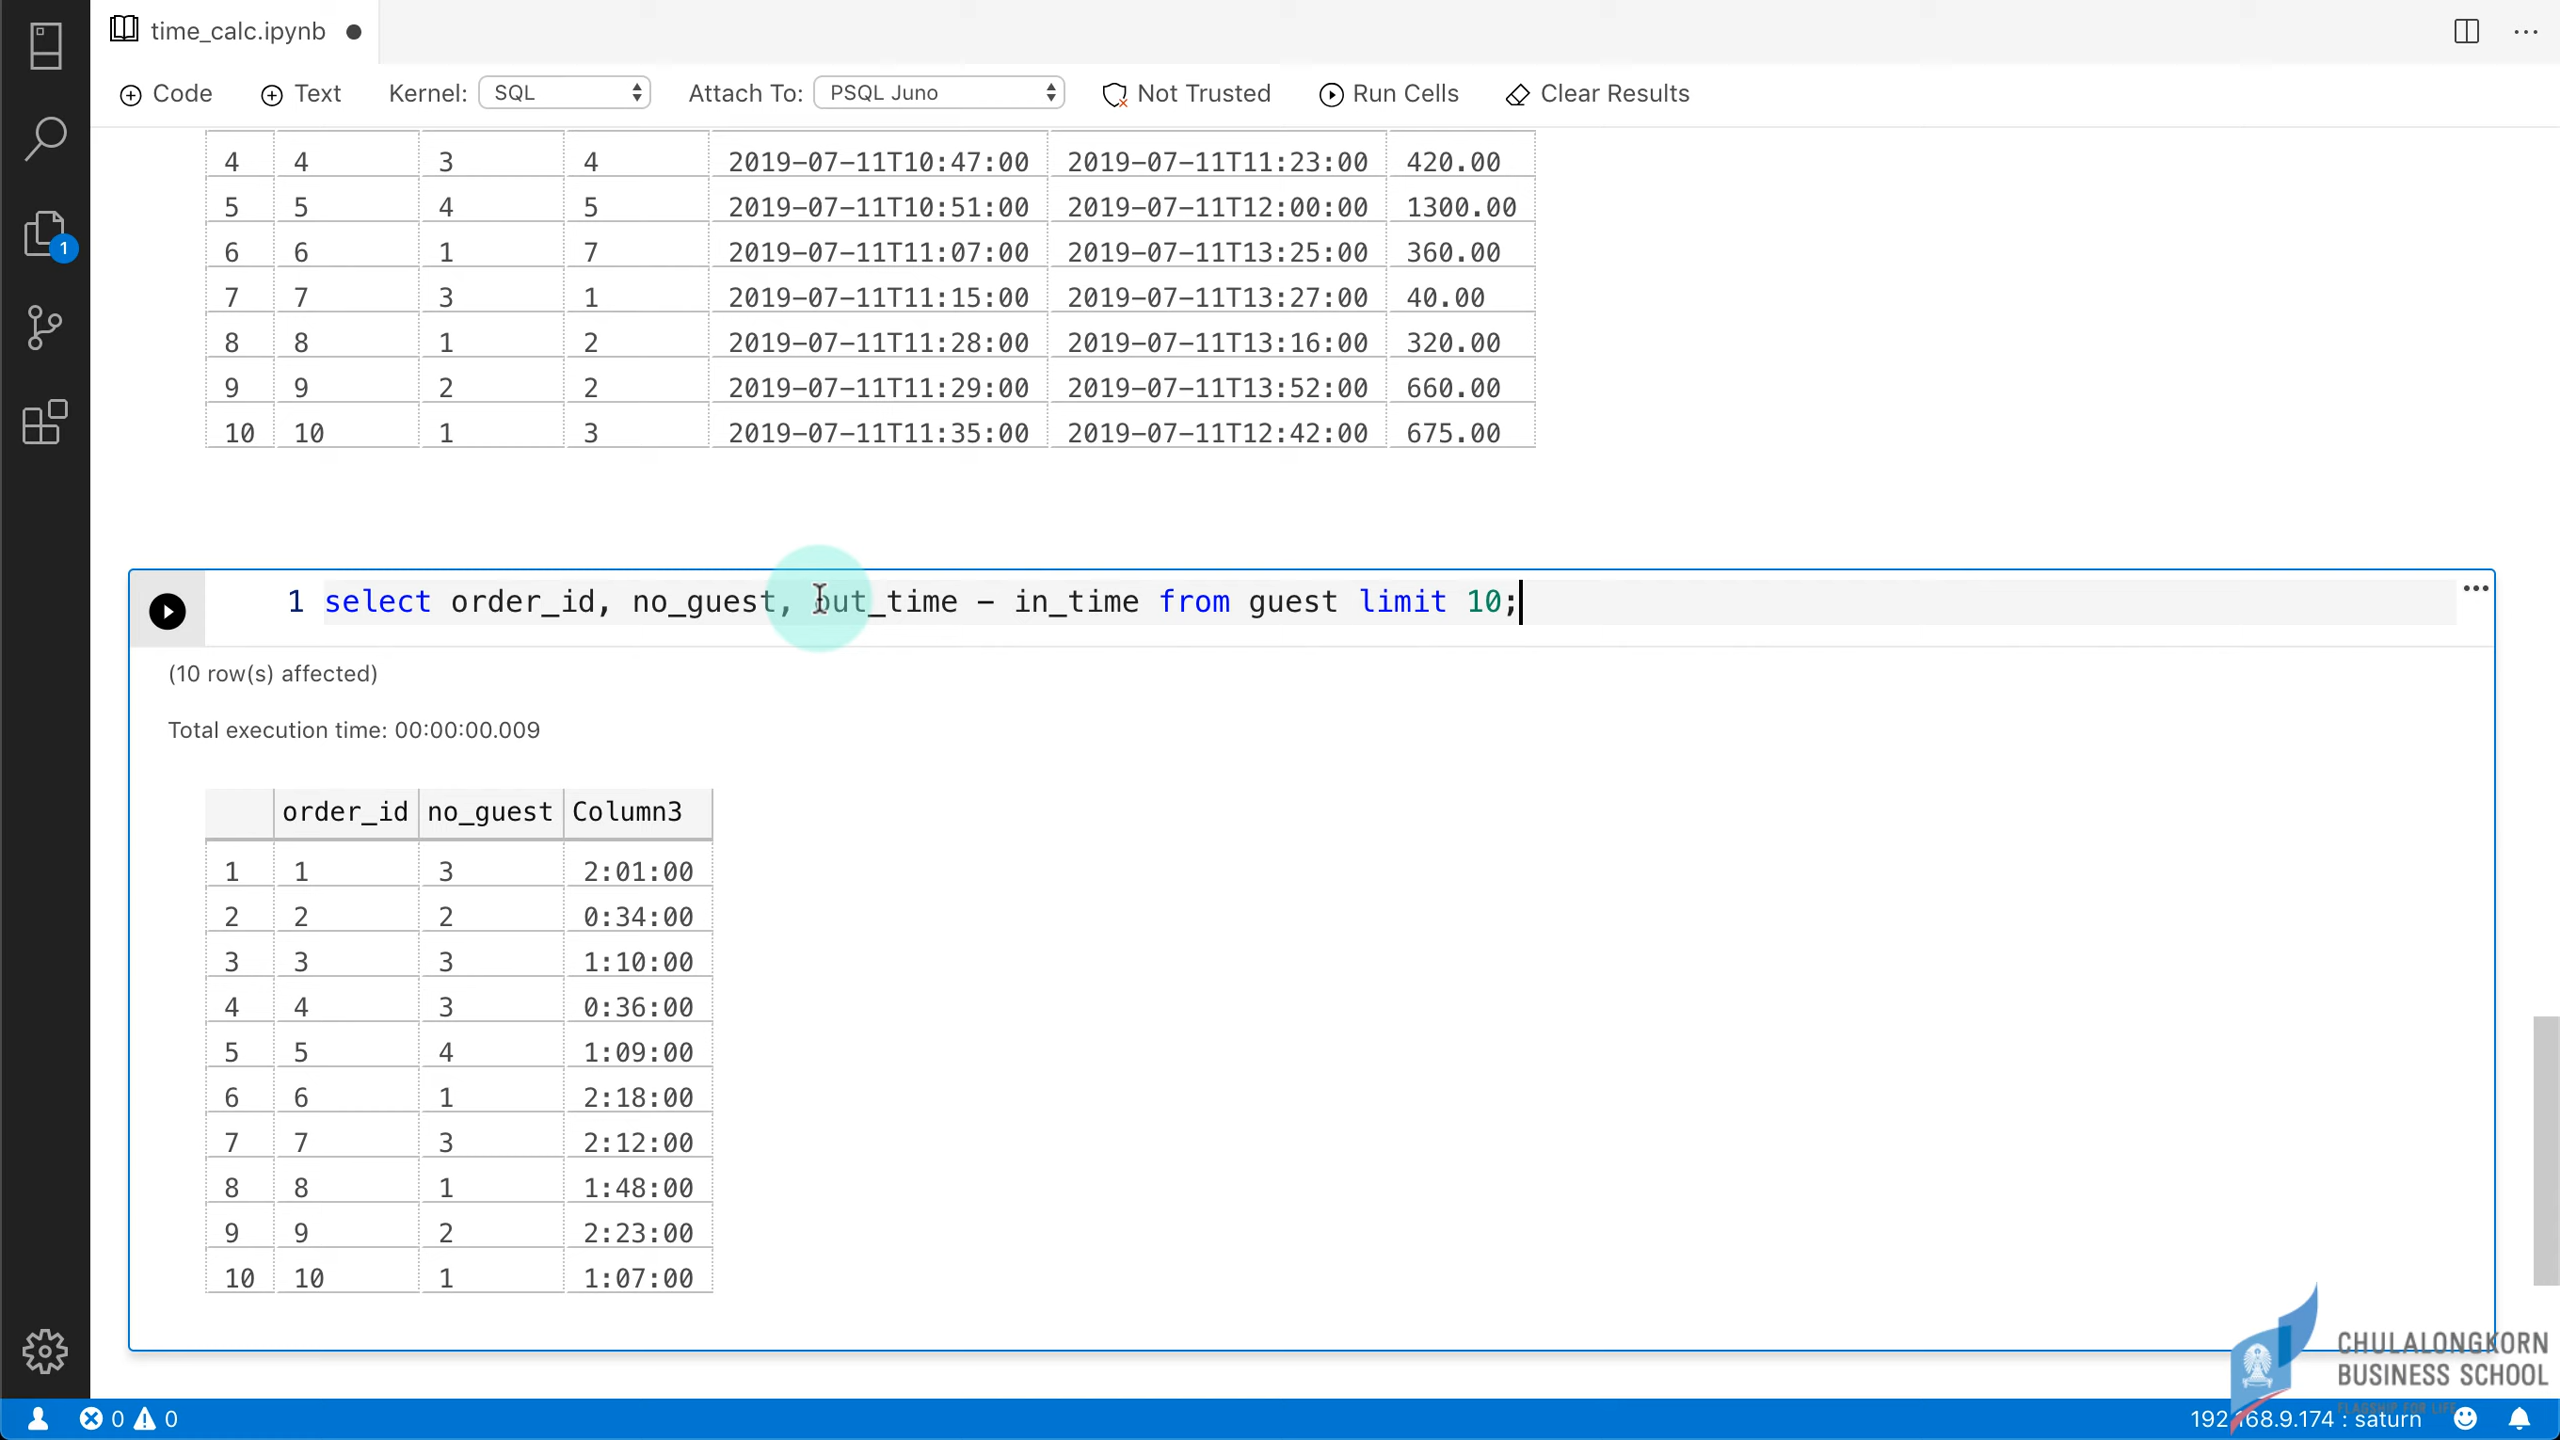 time_calc.ipynb ●
Code Text Kernel: SQL Attach To: PSQL Juno Not Trusted Run Cells Clear Results
4 4 3 4 2019-07-11T10:47:00 2019-07-11T11:23:00 420.00
5 5 4 5 2019-07-11T10:51:00 2019-07-11T12:00:00 1300.00
6 6 1 7 2019-07-11T11:07:00 2019-07-11T13:25:00 360.00
7 7 3 1 2019-07-11T11:15:00 2019-07-11T13:27:00 40.00
8 8 1 2 2019-07-11T11:28:00 2019-07-11T13:16:00 320.00
9 9 2 2 2019-07-11T11:29:00 2019-07-11T13:52:00 660.00
10 10 1 3 2019-07-11T11:35:00 2019-07-11T12:42:00 675.00
1
1 select order_id, no_guest, out_time - in_time from guest limit 10;
(10 row(s) affected)
Total execution time: 00:00:00.009
order_id no_guest Column3
1 1 3 2:01:00
2 2 2 0:34:00
3 3 3 1:10:00
4 4 3 0:36:00
5 5 4 1:09:00
6 6 1 2:18:00
7 7 3 2:12:00
8 8 1 1:48:00
9 9 2 2:23:00
10 10 1 1:07:00
CHULALONGKORN
BUSINESS SCHOOL
FLAGSHIP FOR LIFE
0 0 192.168.9.174 : saturn